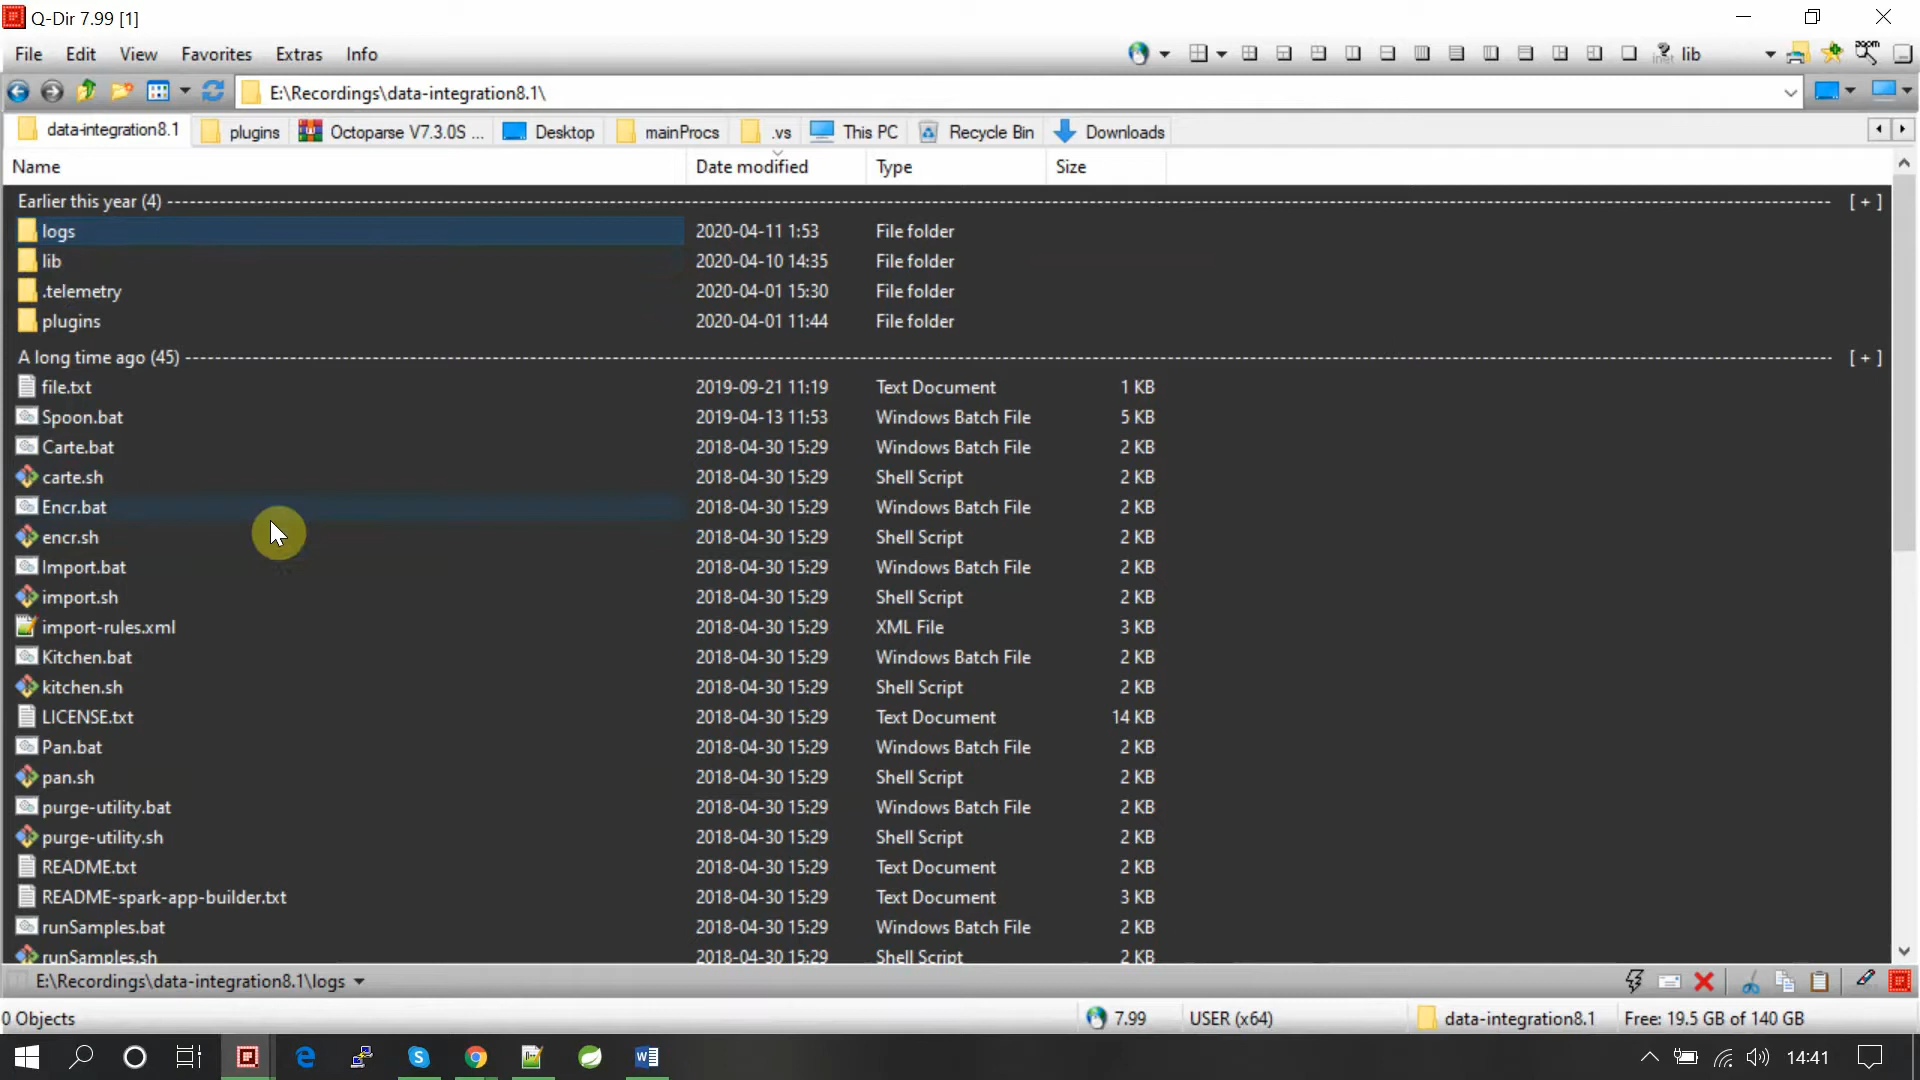 Q-Dir 7.99 [1]
File Edit View Favorites Extras Info lib
E:\Recordings\data-integration8.1\
data-integration8.1 plugins Octoparse V7.3.0S ... Desktop mainProcs .vs This PC Recycle Bin Downloads
Name Date modified Type Size
Earlier this year (4) [ + ]
logs 2020-04-11 1:53 File folder
lib 2020-04-10 14:35 File folder
.telemetry 2020-04-01 15:30 File folder
plugins 2020-04-01 11:44 File folder
A long time ago (45) [ + ]
file.txt 2019-09-21 11:19 Text Document 1 KB
Spoon.bat 2019-04-13 11:53 Windows Batch File 5 KB
Carte.bat 2018-04-30 15:29 Windows Batch File 2 KB
carte.sh 2018-04-30 15:29 Shell Script 2 KB
Encr.bat 2018-04-30 15:29 Windows Batch File 2 KB
encr.sh 2018-04-30 15:29 Shell Script 2 KB
Import.bat 2018-04-30 15:29 Windows Batch File 2 KB
import.sh 2018-04-30 15:29 Shell Script 2 KB
import-rules.xml 2018-04-30 15:29 XML File 3 KB
Kitchen.bat 2018-04-30 15:29 Windows Batch File 2 KB
kitchen.sh 2018-04-30 15:29 Shell Script 2 KB
LICENSE.txt 2018-04-30 15:29 Text Document 14 KB
Pan.bat 2018-04-30 15:29 Windows Batch File 2 KB
pan.sh 2018-04-30 15:29 Shell Script 2 KB
purge-utility.bat 2018-04-30 15:29 Windows Batch File 2 KB
purge-utility.sh 2018-04-30 15:29 Shell Script 2 KB
README.txt 2018-04-30 15:29 Text Document 2 KB
README-spark-app-builder.txt 2018-04-30 15:29 Text Document 3 KB
runSamples.bat 2018-04-30 15:29 Windows Batch File 2 KB
runSamples.sh 2018-04-30 15:29 Shell Script 2 KB
E:\Recordings\data-integration8.1\logs
0 Objects 7.99 USER (x64) data-integration8.1 Free: 19.5 GB of 140 GB
14:41